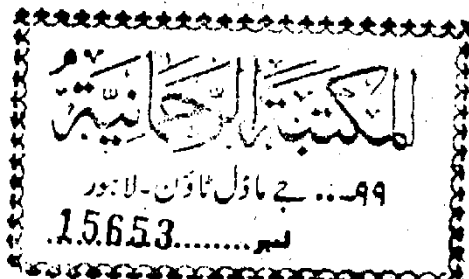 المكتبة الرحمانية
۹۹... جے ماڈل ٹاؤن - لاہور
نمبر........15653.